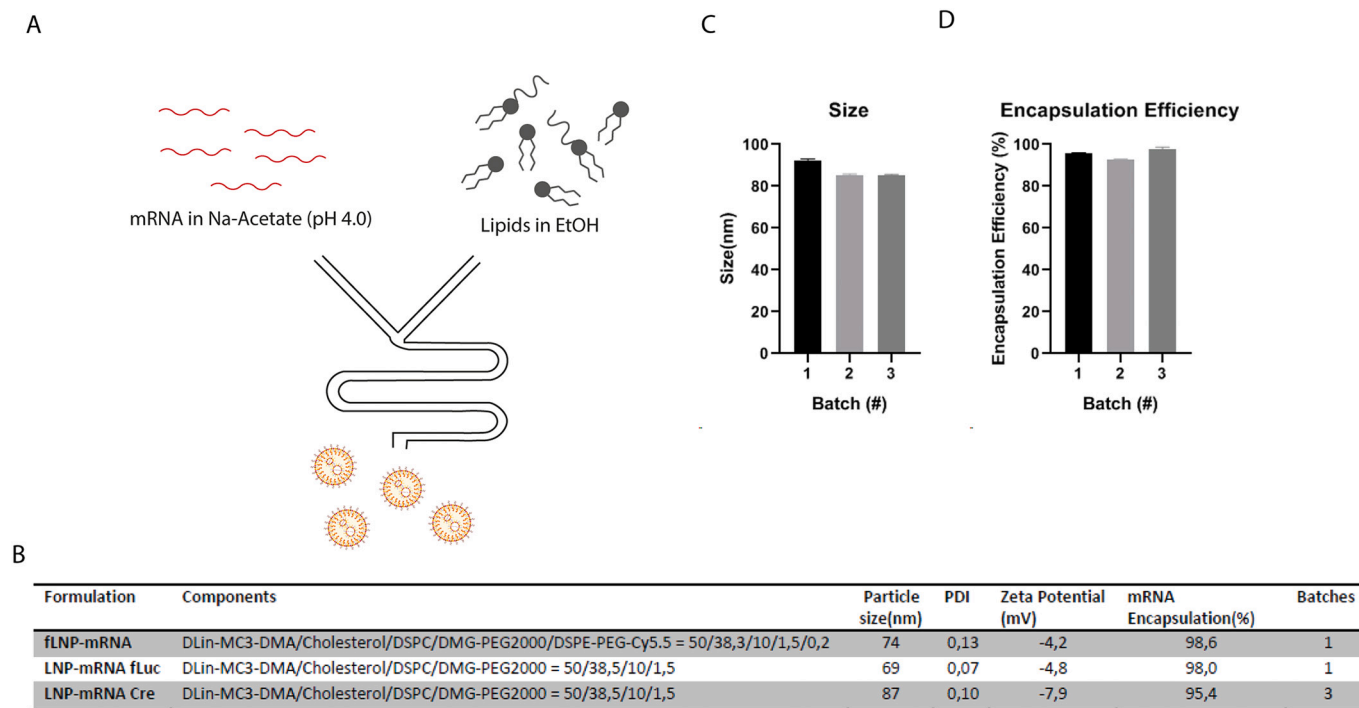 A
mRNA in Na-Acetate (pH 4.0)
Lipids in EtOH
C
Size
Size(nm)
100
80
60
40
20
0
1 2 3
Batch (#)
D
Encapsulation Efficiency
Encapsulation Efficiency (%)
100
80
60
40
20
0
1 2 3
Batch (#)
B
Formulation Components Particle size(nm) PDI Zeta Potential (mV) mRNA Encapsulation(%) Batches
fLNP-mRNA DLin-MC3-DMA/Cholesterol/DSPC/DMG-PEG2000/DSPE-PEG-Cy5.5 = 50/38,3/10/1,5/0,2 74 0,13 -4,2 98,6 1
LNP-mRNA fLuc DLin-MC3-DMA/Cholesterol/DSPC/DMG-PEG2000 = 50/38,5/10/1,5 69 0,07 -4,8 98,0 1
LNP-mRNA Cre DLin-MC3-DMA/Cholesterol/DSPC/DMG-PEG2000 = 50/38,5/10/1,5 87 0,10 -7,9 95,4 3